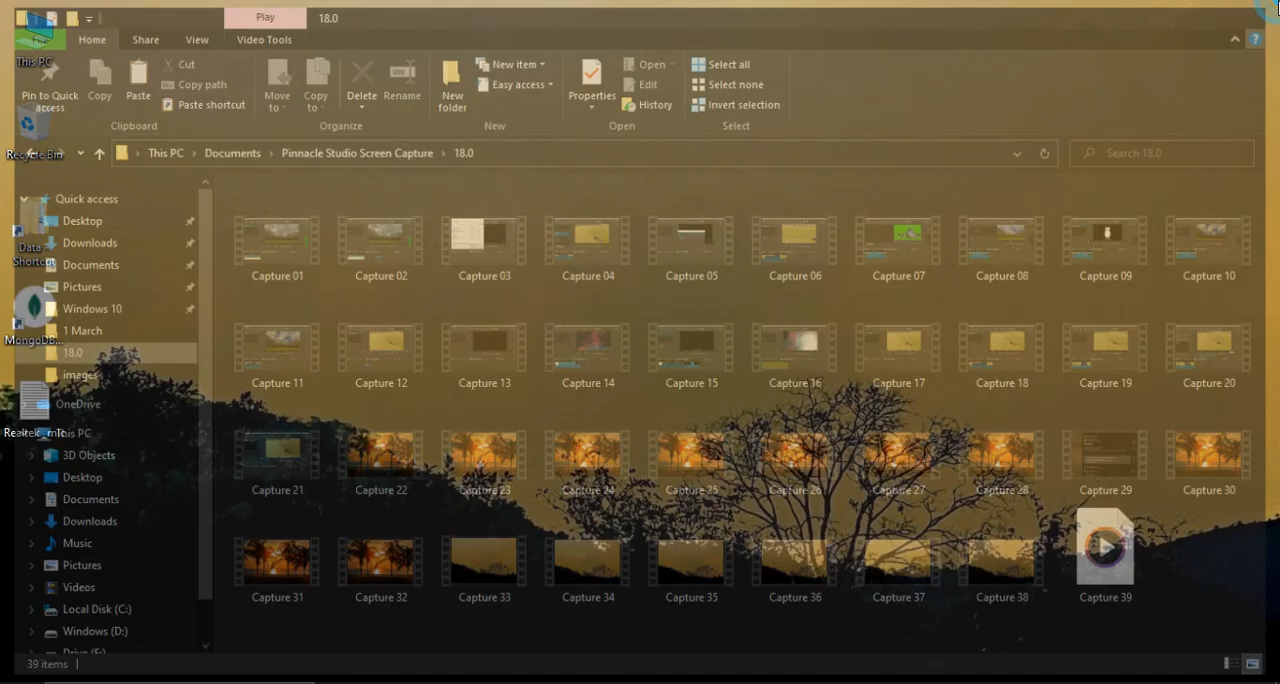 Play
18.0
File
Home
Share
View
Video Tools
This PC
Cut
Copy path
Paste shortcut
Pin to Quick access
Copy
Paste
Move to
Copy to
Delete
Rename
New folder
New item
Easy access
Properties
Open
Edit
History
Select all
Select none
Invert selection
Clipboard
Organize
New
Open
Select
Recycle Bin
This PC > Documents > Pinnacle Studio Screen Capture > 18.0
Search 18.0
Quick access
Desktop
Downloads
Documents
Pictures
Windows 10
1 March
18.0
images
OneDrive
This PC
3D Objects
Desktop
Documents
Downloads
Music
Pictures
Videos
Local Disk (C:)
Windows (D:)
Drive (E:)
Data
Shortcut
MongoDB...
Realtek_mic
Capture 01
Capture 02
Capture 03
Capture 04
Capture 05
Capture 06
Capture 07
Capture 08
Capture 09
Capture 10
Capture 11
Capture 12
Capture 13
Capture 14
Capture 15
Capture 16
Capture 17
Capture 18
Capture 19
Capture 20
Capture 21
Capture 22
Capture 23
Capture 24
Capture 25
Capture 26
Capture 27
Capture 28
Capture 29
Capture 30
Capture 31
Capture 32
Capture 33
Capture 34
Capture 35
Capture 36
Capture 37
Capture 38
Capture 39
39 items